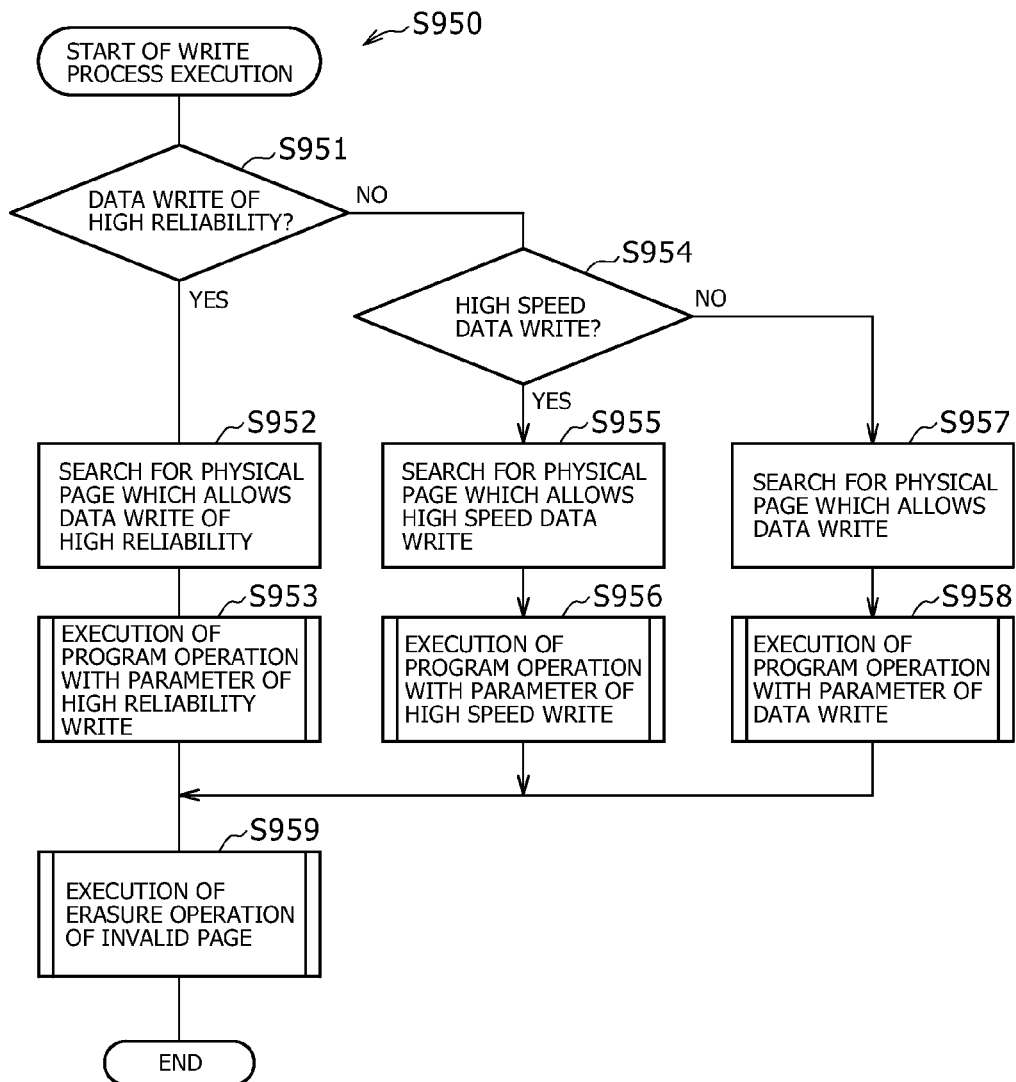 S950
START OF WRITE
PROCESS EXECUTION
S951
DATA WRITE OF
HIGH RELIABILITY?
NO
YES
S954
HIGH SPEED
DATA WRITE?
NO
YES
S952
SEARCH FOR PHYSICAL
PAGE WHICH ALLOWS
DATA WRITE OF
HIGH RELIABILITY
S955
SEARCH FOR PHYSICAL
PAGE WHICH ALLOWS
HIGH SPEED DATA
WRITE
S957
SEARCH FOR PHYSICAL
PAGE WHICH ALLOWS
DATA WRITE
S953
EXECUTION OF
PROGRAM OPERATION
WITH PARAMETER OF
HIGH RELIABILITY
WRITE
S956
EXECUTION OF
PROGRAM OPERATION
WITH PARAMETER OF
HIGH SPEED WRITE
S958
EXECUTION OF
PROGRAM OPERATION
WITH PARAMETER OF
DATA WRITE
S959
EXECUTION OF
ERASURE OPERATION
OF INVALID PAGE
END